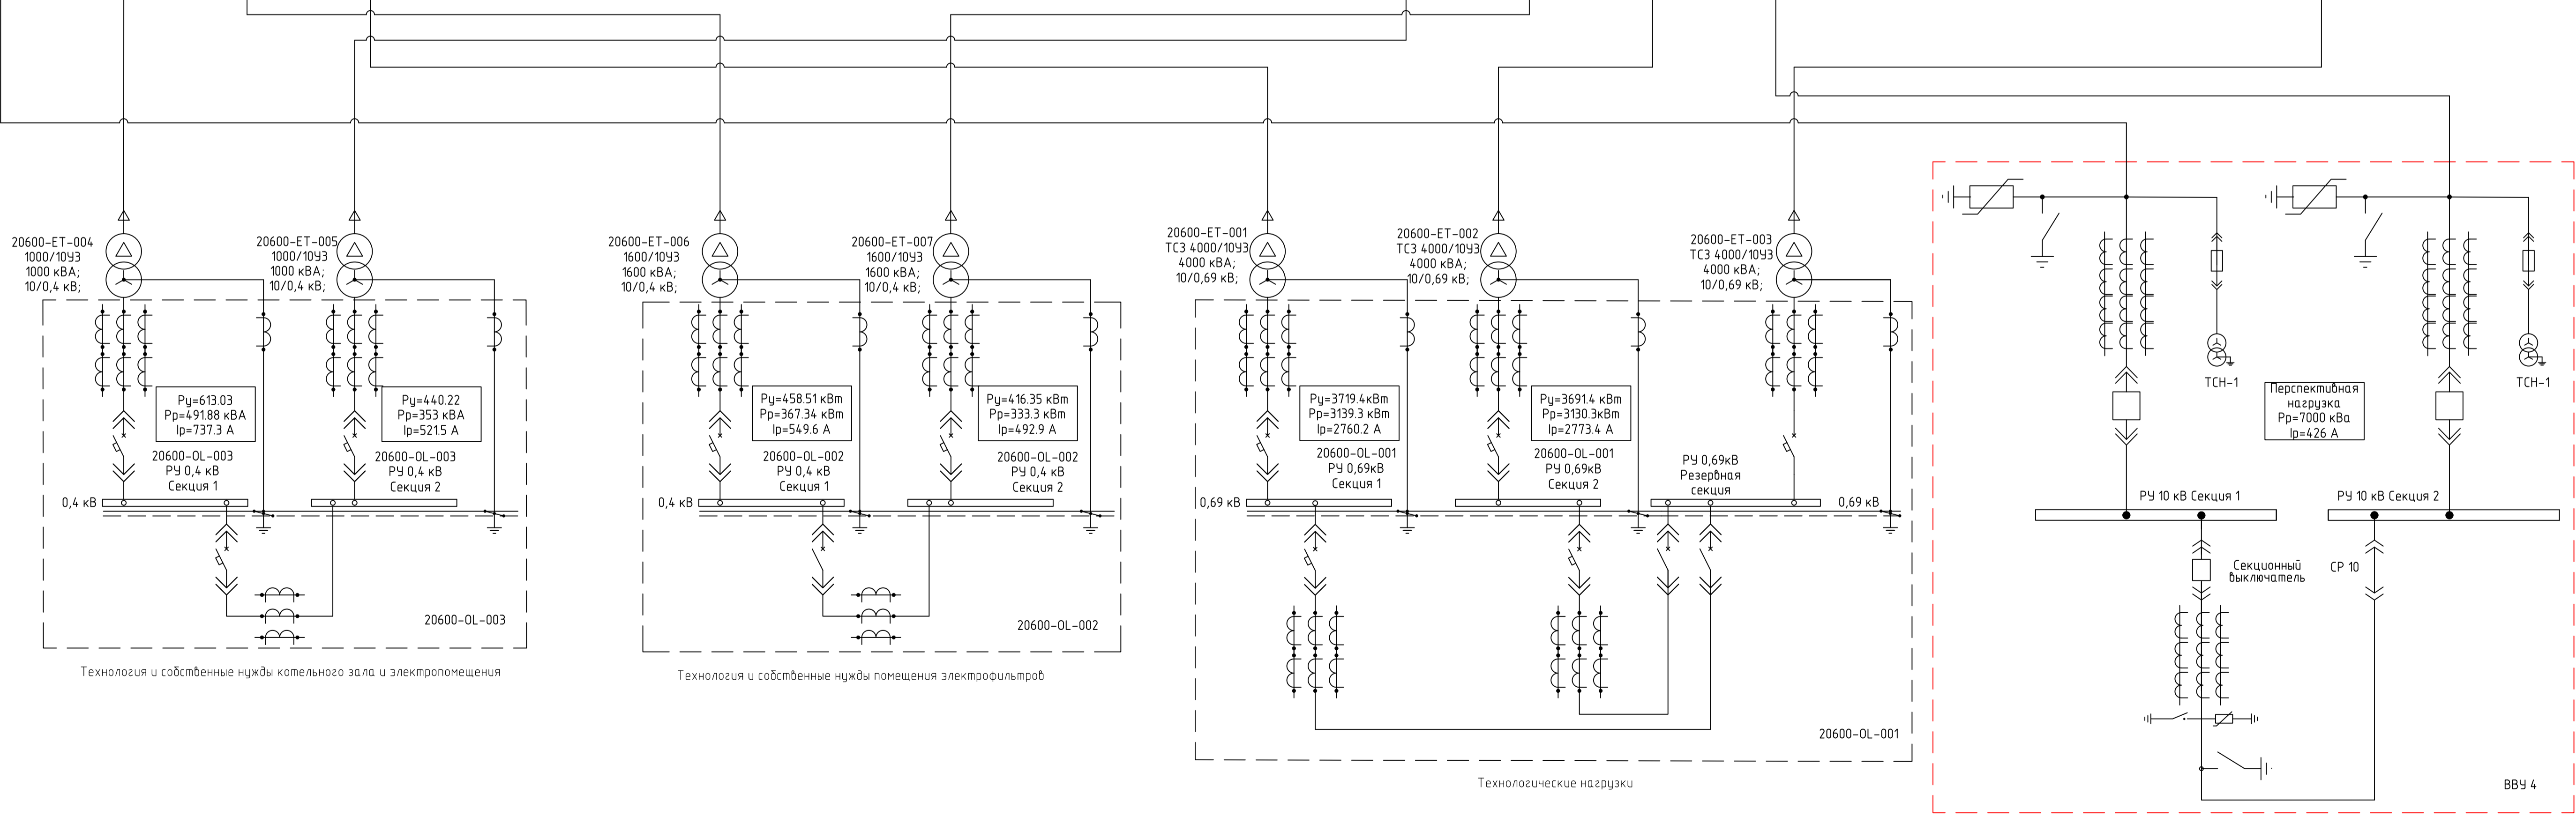 20600-ET-004
1000/10У3
1000 кВА;
10/0,4 кВ;
20600-ET-005
1000/10У3
1000 кВА;
10/0,4 кВ;
Ру=613.03
Рр=491.88 кВА
Iр=737.3 А
20600-OL-003
РУ 0,4 кВ
Секция 1
Ру=440.22
Рр=353 кВА
Iр=521.5 А
20600-OL-003
РУ 0,4 кВ
Секция 2
0,4 кВ
20600-OL-003
Технология и собственные нужды котельного зала и электропомещения
20600-ET-006
1600/10У3
1600 кВА;
10/0,4 кВ;
20600-ET-007
1600/10У3
1600 кВА;
10/0,4 кВ;
Ру=458.51 кВт
Рр=367.34 кВт
Iр=549.6 А
20600-OL-002
РУ 0,4 кВ
Секция 1
Ру=416.35 кВт
Рр=333.3 кВт
Iр=492.9 А
20600-OL-002
РУ 0,4 кВ
Секция 2
0,4 кВ
20600-OL-002
Технология и собственные нужды помещения электрофильтров
20600-ET-001
ТСЗ 4000/10У3
4000 кВА;
10/0,69 кВ;
20600-ET-002
ТСЗ 4000/10У3
4000 кВА;
10/0,69 кВ;
20600-ET-003
ТСЗ 4000/10У3
4000 кВА;
10/0,69 кВ;
Ру=3719.4кВт
Рр=3139.3 кВт
Iр=2760.2 А
20600-OL-001
РУ 0,69кВ
Секция 1
Ру=3691.4 кВт
Рр=3130.3кВт
Iр=2773.4 А
20600-OL-001
РУ 0,69кВ
Секция 2
РУ 0,69кВ
Резервная
секция
0,69 кВ
0,69 кВ
20600-OL-001
Технологические нагрузки
ТСН-1
ТСН-1
Перспективная
нагрузка
Рр=7000 кВа
Iр=426 А
РУ 10 кВ Секция 1
РУ 10 кВ Секция 2
Секционный
выключатель
СР 10
ВВУ 4